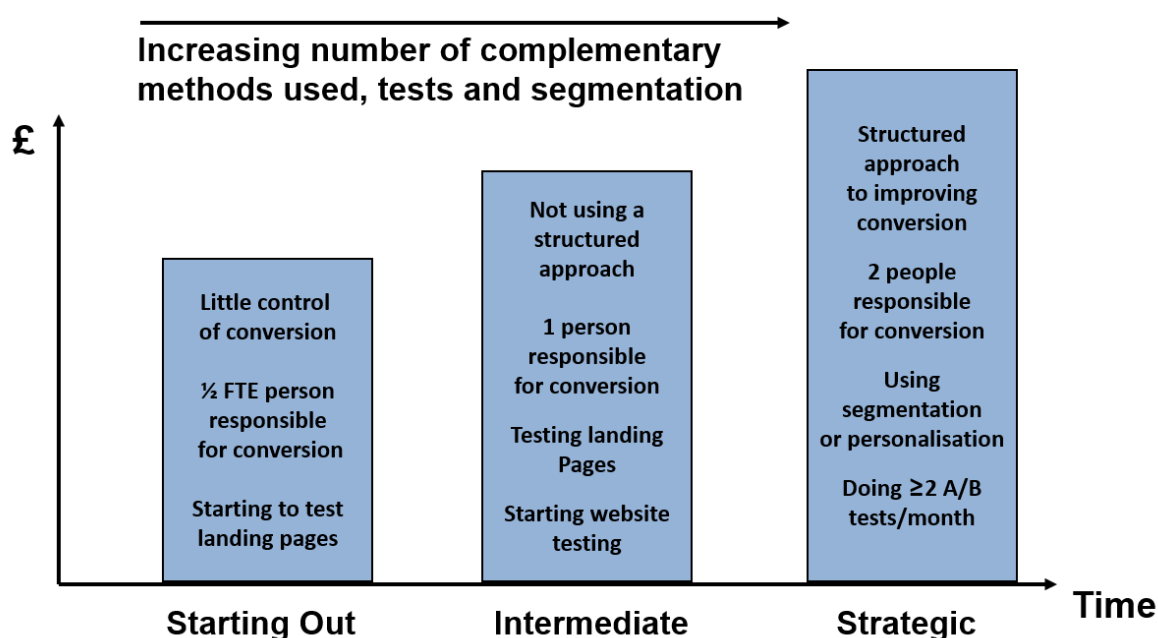 Increasing number of complementary
methods used, tests and segmentation
£
Little control
of conversion
½ FTE person
responsible
for conversion
Starting to test
landing pages
Not using a
structured
approach
1 person
responsible
for conversion
Testing landing
Pages
Starting website
testing
Structured
approach
to improving
conversion
2 people
responsible
for conversion
Using
segmentation
or personalisation
Doing ≥2 A/B
tests/month
Starting Out
Intermediate
Strategic
Time